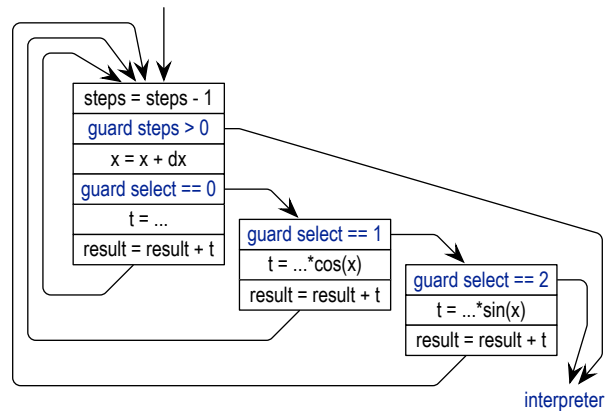 steps = steps - 1
guard steps > 0
x = x + dx
guard select == 0
t = ...
result = result + t
guard select == 1
t = ...*cos(x)
result = result + t
guard select == 2
t = ...*sin(x)
result = result + t
interpreter